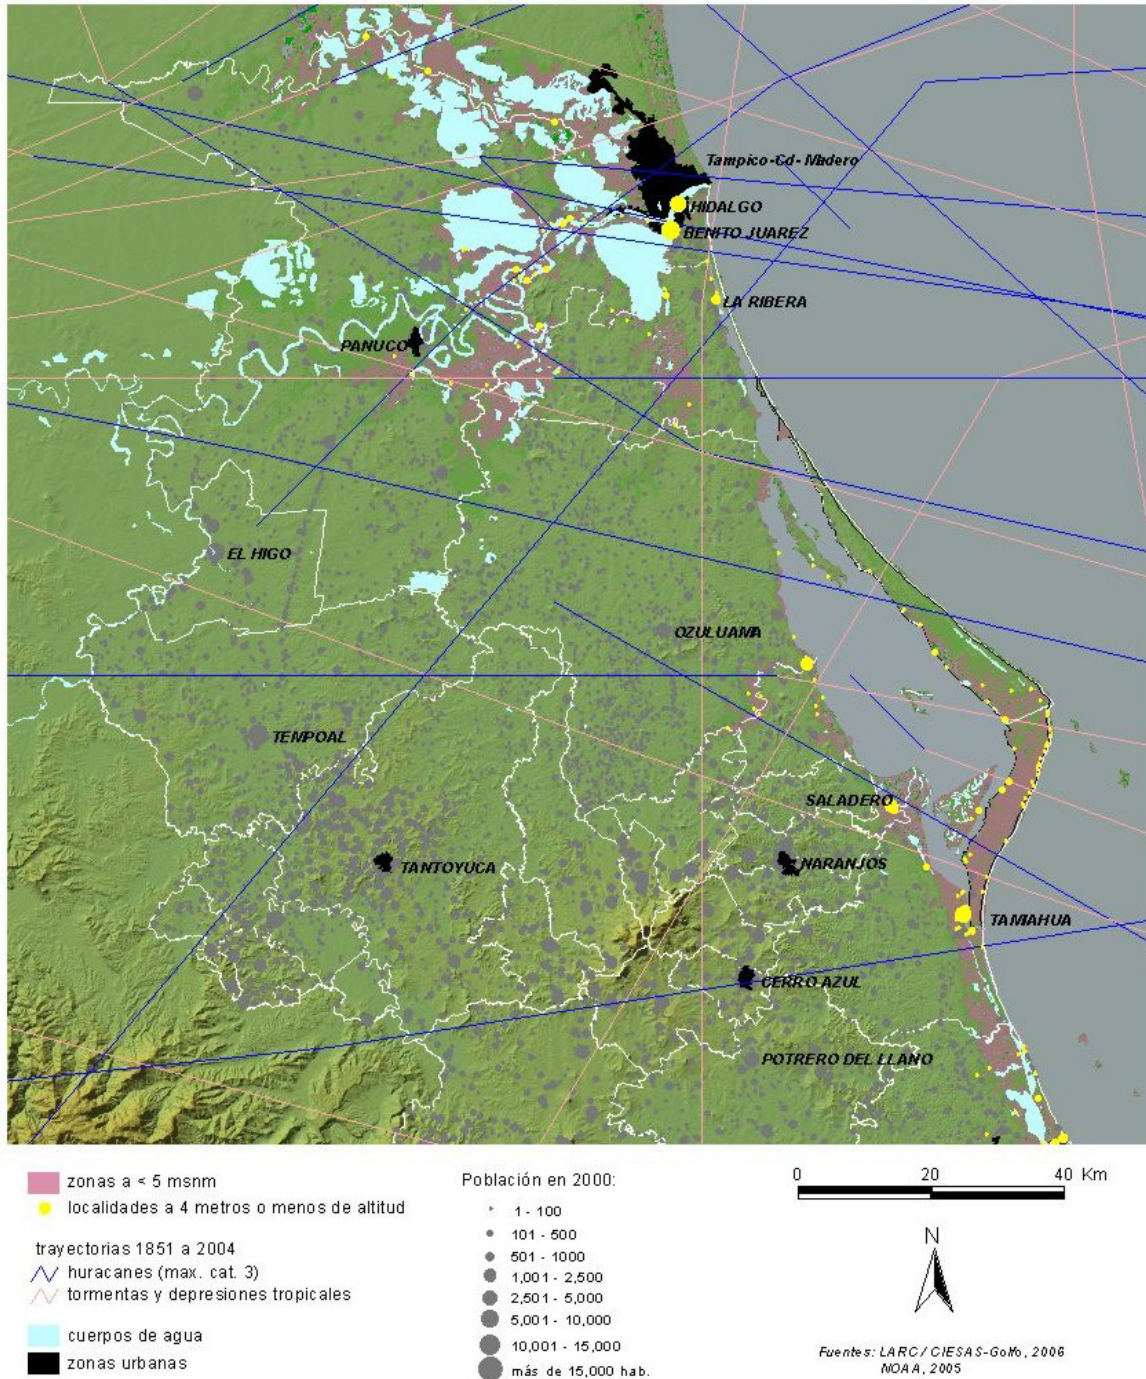 Tampico-Cd-Madero
HIDALGO
BENITO JUAREZ
LA RIBERA
PANUCO
EL HIGO
OZULUAMA
TEMPOAL
SALADERO
TANTOYUCA
NARANJOS
TAMIAHUA
CERRO AZUL
POTRERO DEL LLANO
zonas a < 5 msnm
localidades a 4 metros o menos de altitud
trayectorias 1851 a 2004
huracanes (max. cat. 3)
tormentas y depresiones tropicales
cuerpos de agua
zonas urbanas
Población en 2000:
1 - 100
101 - 500
501 - 1000
1,001 - 2,500
2,501 - 5,000
5,001 - 10,000
10,001 - 15,000
más de 15,000 hab.
0 20 40 Km
N
Fuentes: LARC / CIESAS-Golfo, 2006
NOAA, 2005